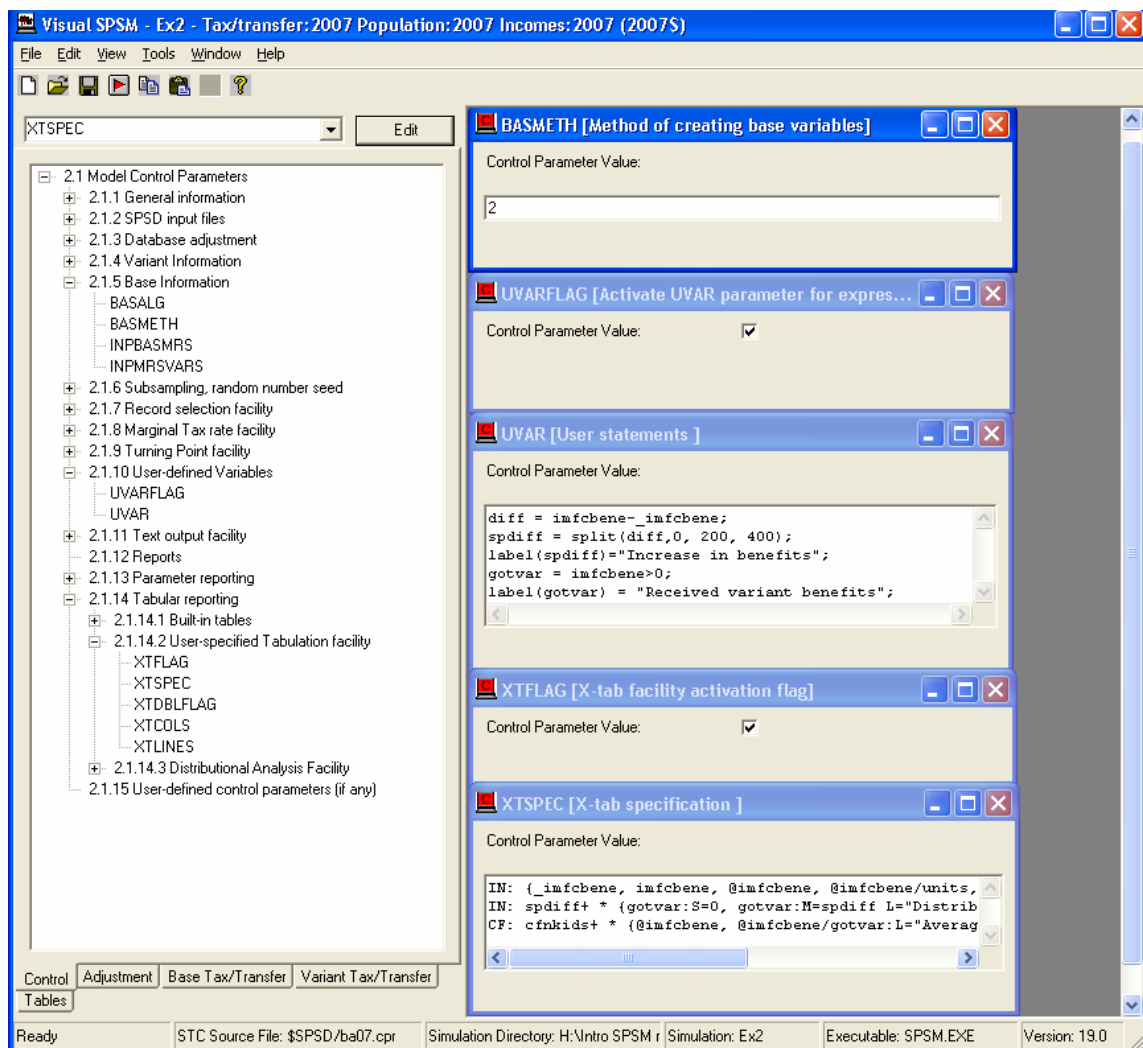 Visual SPSM - Ex2 - Tax/transfer:2007 Population:2007 Incomes:2007 (2007$)
File Edit View Tools Window Help
XTSPEC
Edit
2.1 Model Control Parameters
2.1.1 General information
2.1.2 SPSD input files
2.1.3 Database adjustment
2.1.4 Variant Information
2.1.5 Base Information
BASALG
BASMETH
INPBASMRS
INPMRSVARS
2.1.6 Subsampling, random number seed
2.1.7 Record selection facility
2.1.8 Marginal Tax rate facility
2.1.9 Turning Point facility
2.1.10 User-defined Variables
UVARFLAG
UVAR
2.1.11 Text output facility
2.1.12 Reports
2.1.13 Parameter reporting
2.1.14 Tabular reporting
2.1.14.1 Built-in tables
2.1.14.2 User-specified Tabulation facility
XTFLAG
XTSPEC
XTDBLFLAG
XTCOLS
XTLINES
2.1.14.3 Distributional Analysis Facility
2.1.15 User-defined control parameters (if any)
Control Adjustment Base Tax/Transfer Variant Tax/Transfer
Tables
BASMETH [Method of creating base variables]
Control Parameter Value:
2
UVARFLAG [Activate UVAR parameter for expres...
Control Parameter Value:
UVAR [User statements ]
Control Parameter Value:
diff = imfcbene-_imfcbene;
spdiff = split(diff,0, 200, 400);
label(spdiff)="Increase in benefits";
gotvar = imfcbene>0;
label(gotvar) = "Received variant benefits";
XTFLAG [X-tab facility activation flag]
Control Parameter Value:
XTSPEC [X-tab specification ]
Control Parameter Value:
IN: {_imfcbene, imfcbene, @imfcbene, @imfcbene/units,
IN: spdiff+ * {gotvar:S=0, gotvar:M=spdiff L="Distrib
CF: cfnkids+ * {@imfcbene, @imfcbene/gotvar:L="Averag
Ready STC Source File: $SPSD/ba07.cpr Simulation Directory: H:\Intro SPSM r Simulation: Ex2 Executable: SPSM.EXE Version: 19.0